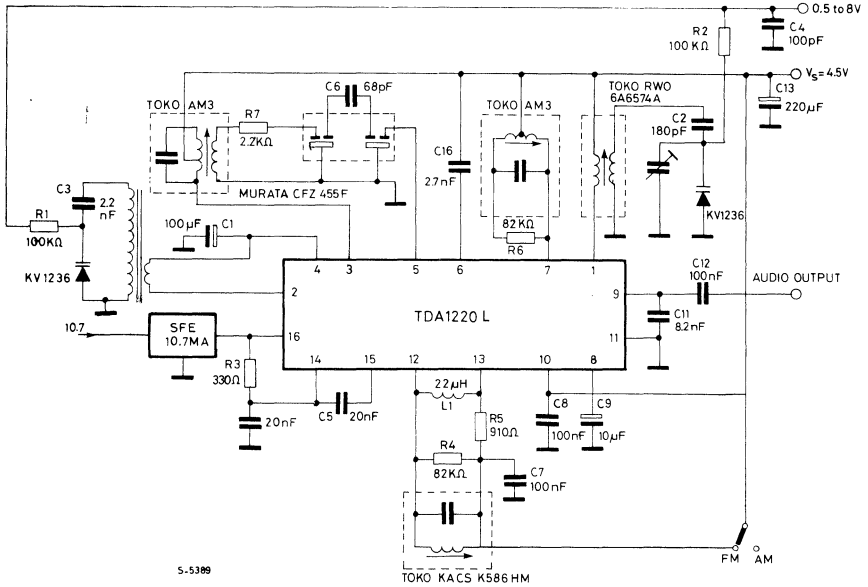 0.5 to 8V
R2
100 KΩ
C4
100pF
Vs=4.5V
C13
220µF
C6
68pF
TOKO AM3
R7
2.2KΩ
MURATA CFZ 455F
C16
2.7nF
TOKO AM3
82KΩ
R6
TOKO RWO
6A6574A
C2
180pF
KV1236
C3
2.2
nF
R1
100KΩ
KV1236
100µF
C1
4
3
5
6
7
1
2
16
TDA1220 L
9
11
14
15
12
13
10
8
C12
100nF
AUDIO OUTPUT
C11
8.2nF
10.7
SFE
10.7MA
R3
330Ω
20nF
C5
20nF
22µH
L1
R5
910Ω
R4
82KΩ
C7
100nF
C8
100nF
C9
10µF
FM
AM
TOKO KACS K586HM
S-5389